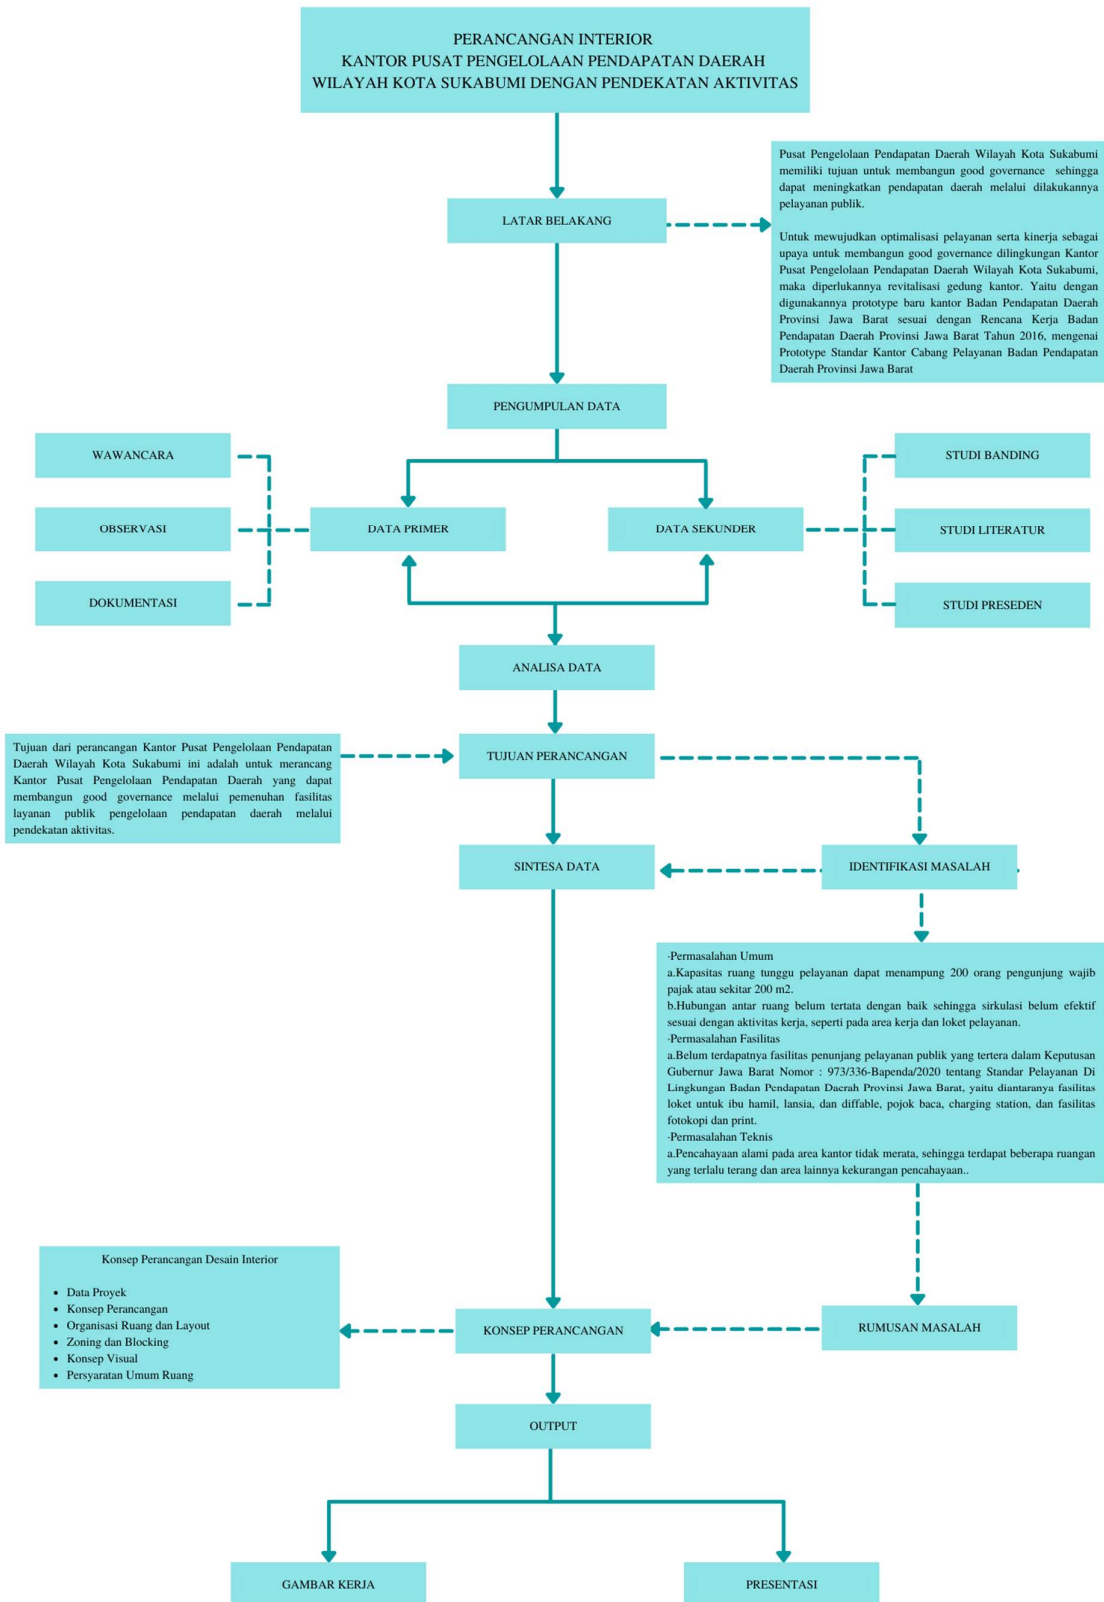 PERANCANGAN INTERIOR
KANTOR PUSAT PENGELOLAAN PENDAPATAN DAERAH
WILAYAH KOTA SUKABUMI DENGAN PENDEKATAN AKTIVITAS
LATAR BELAKANG
Pusat Pengelolaan Pendapatan Daerah Wilayah Kota Sukabumi
memiliki tujuan untuk membangun good governance sehingga
dapat meningkatkan pendapatan daerah melalui dilakukannya
pelayanan publik.
Untuk mewujudkan optimalisasi pelayanan serta kinerja sebagai
upaya untuk membangun good governance dilingkungan Kantor
Pusat Pengelolaan Pendapatan Daerah Wilayah Kota Sukabumi,
maka diperlukannya revitalisasi gedung kantor. Yaitu dengan
digunakannya prototype baru kantor Badan Pendapatan Daerah
Provinsi Jawa Barat sesuai dengan Rencana Kerja Badan
Pendapatan Daerah Provinsi Jawa Barat Tahun 2016, mengenai
Prototype Standar Kantor Cabang Pelayanan Badan Pendapatan
Daerah Provinsi Jawa Barat
PENGUMPULAN DATA
WAWANCARA
OBSERVASI
DOKUMENTASI
DATA PRIMER
DATA SEKUNDER
STUDI BANDING
STUDI LITERATUR
STUDI PRESEDEN
ANALISA DATA
Tujuan dari perancangan Kantor Pusat Pengelolaan Pendapatan
Daerah Wilayah Kota Sukabumi ini adalah untuk merancang
Kantor Pusat Pengelolaan Pendapatan Daerah yang dapat
membangun good governance melalui pemenuhan fasilitas
layanan publik pengelolaan pendapatan daerah melalui
pendekatan aktivitas.
TUJUAN PERANCANGAN
SINTESA DATA
IDENTIFIKASI MASALAH
·Permasalahan Umum
a.Kapasitas ruang tunggu pelayanan dapat menampung 200 orang pengunjung wajib
pajak atau sekitar 200 m2.
b.Hubungan antar ruang belum tertata dengan baik sehingga sirkulasi belum efektif
sesuai dengan aktivitas kerja, seperti pada area kerja dan loket pelayanan.
·Permasalahan Fasilitas
a.Belum terdapatnya fasilitas penunjang pelayanan publik yang tertera dalam Keputusan
Gubernur Jawa Barat Nomor : 973/336-Bapenda/2020 tentang Standar Pelayanan Di
Lingkungan Badan Pendapatan Daerah Provinsi Jawa Barat, yaitu diantaranya fasilitas
loket untuk ibu hamil, lansia, dan diffable, pojok baca, charging station, dan fasilitas
fotokopi dan print.
·Permasalahan Teknis
a.Pencahayaan alami pada area kantor tidak merata, sehingga terdapat beberapa ruangan
yang terlalu terang dan area lainnya kekurangan pencahayaan..
Konsep Perancangan Desain Interior
• Data Proyek
• Konsep Perancangan
• Organisasi Ruang dan Layout
• Zoning dan Blocking
• Konsep Visual
• Persyaratan Umum Ruang
KONSEP PERANCANGAN
RUMUSAN MASALAH
OUTPUT
GAMBAR KERJA
PRESENTASI